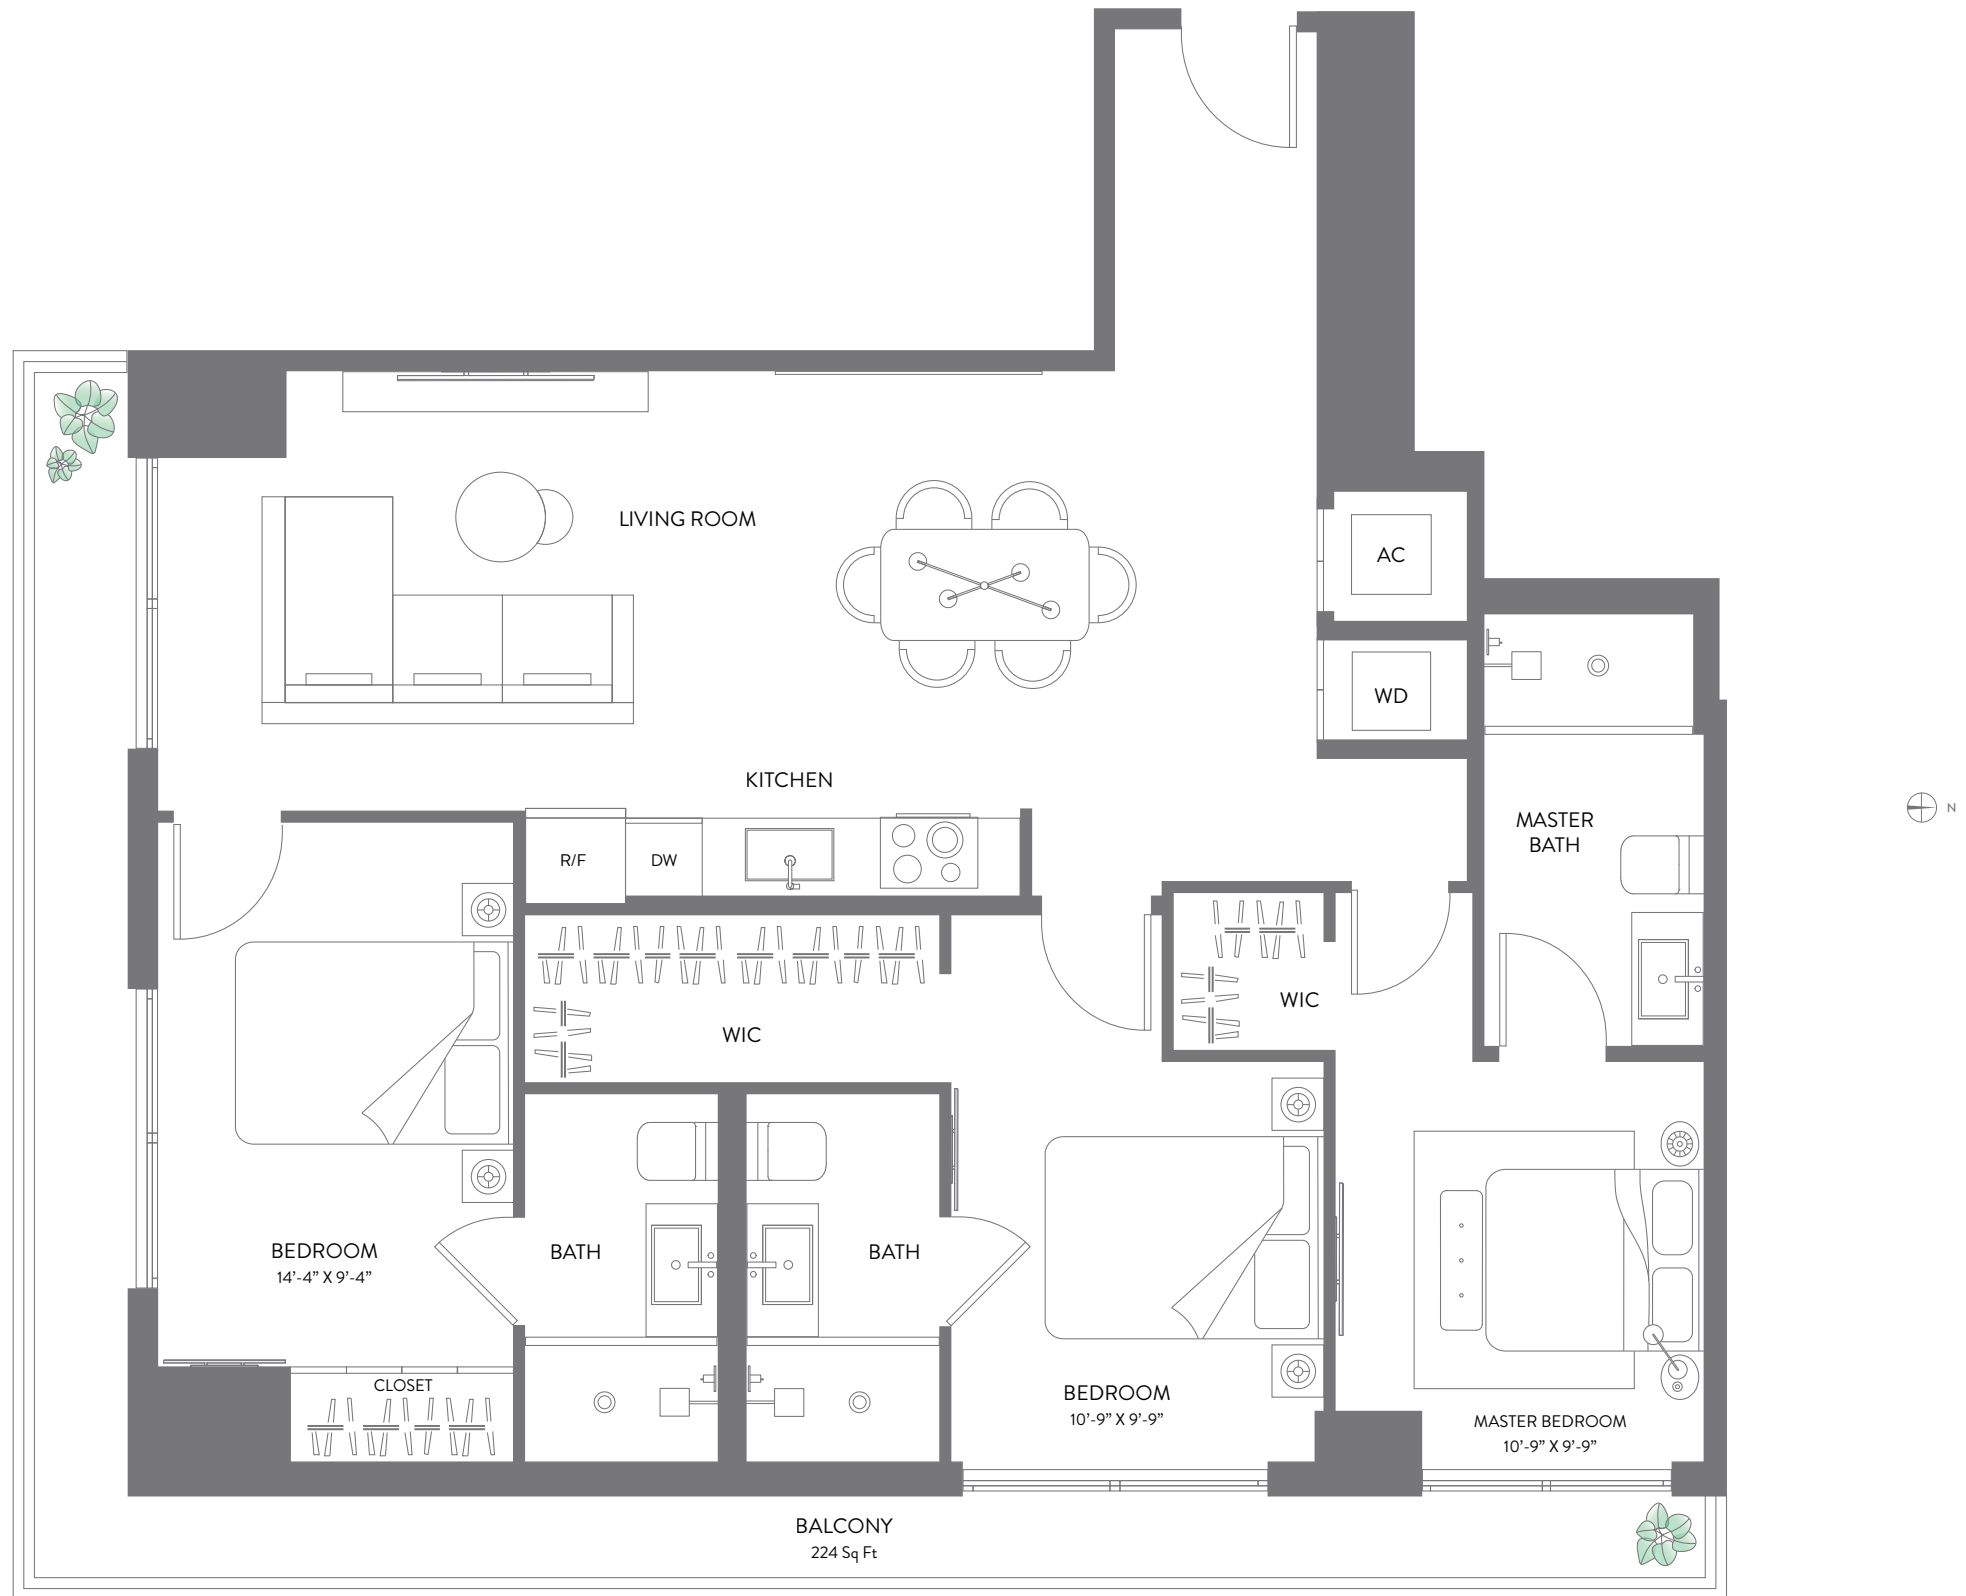 LIVING ROOM
AC
WD
KITCHEN
N
MASTER
BATH
R/F
DW
WIC
WIC
BEDROOM
14’-4” X 9’-4”
BATH
BATH
CLOSET
BEDROOM
10’-9” X 9’-9”
MASTER BEDROOM
10’-9” X 9’-9”
BALCONY
224 Sq Ft